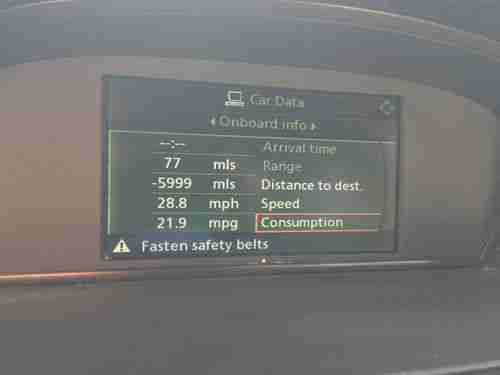 Car Data
Onboard info
--:-- Arrival time
77 mls Range
-5999 mls Distance to dest.
28.8 mph Speed
21.9 mpg Consumption
Fasten safety belts